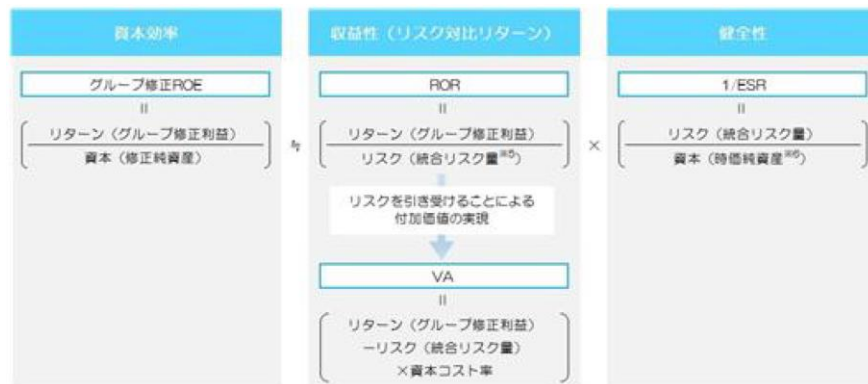 資本効率
グループ修正ROE
=
リターン（グループ修正利益）
資本（修正純資産）
≒
収益性（リスク対比リターン）
ROR
=
リターン（グループ修正利益）
リスク（統合リスク量※5）
リスクを引き受けることによる
付加価値の実現
VA
=
リターン（グループ修正利益）
－リスク（統合リスク量）
×資本コスト率
×
健全性
1/ESR
=
リスク（統合リスク量）
資本（時価純資産※6）